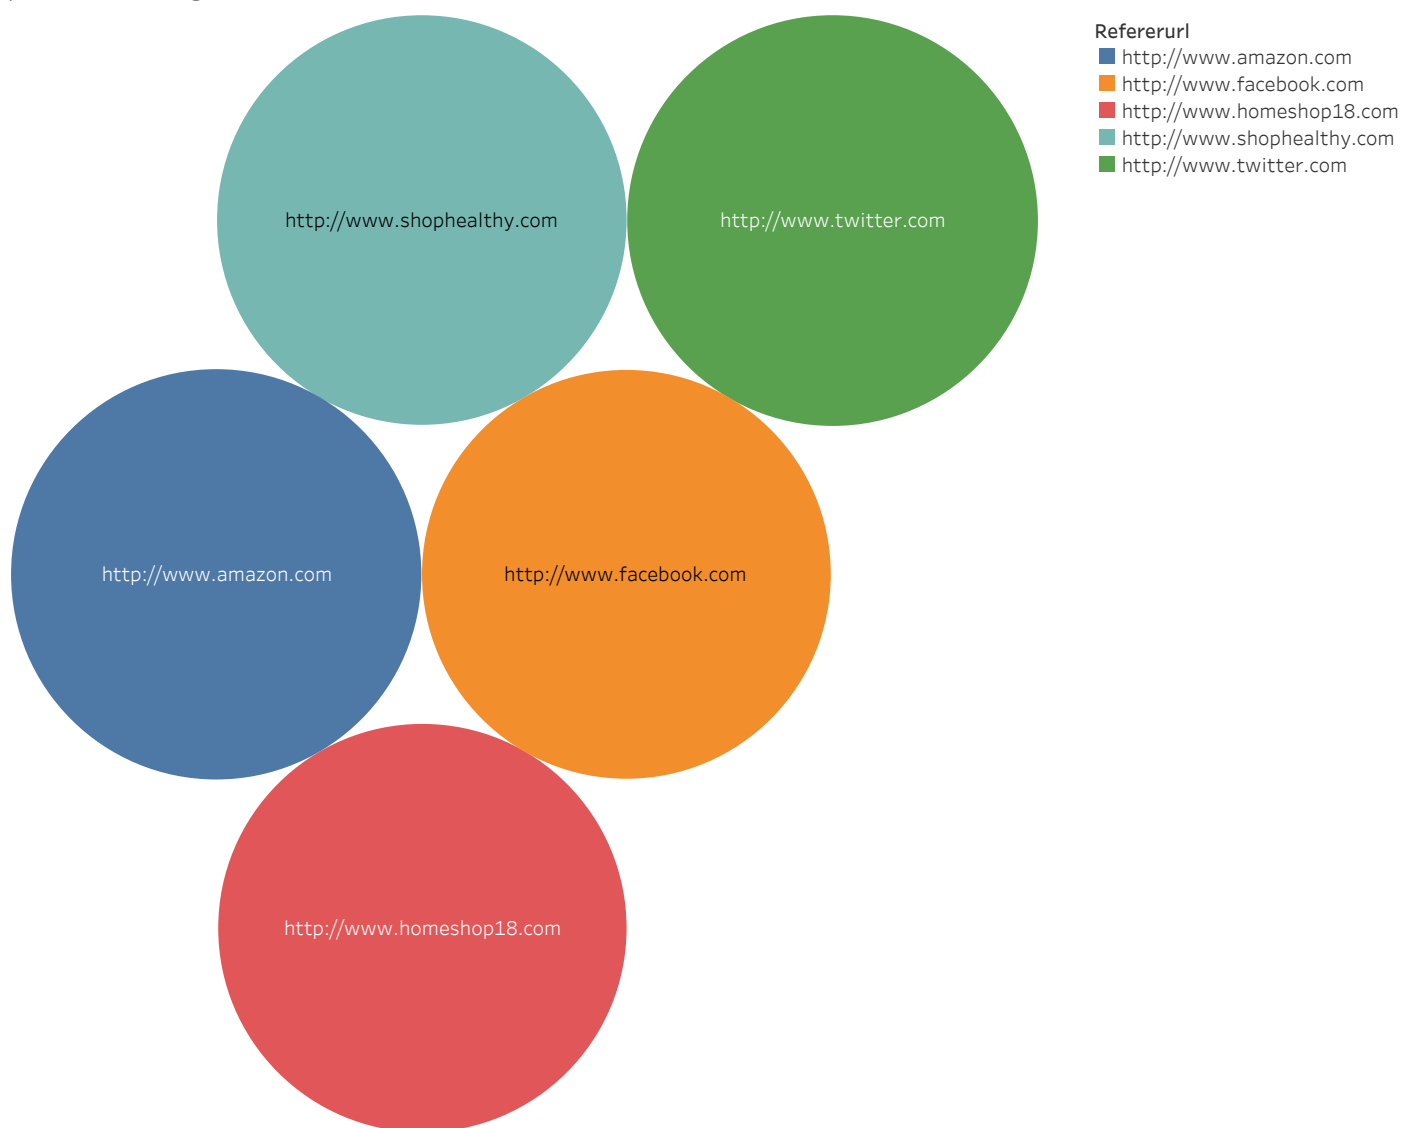 Refererurl
http://www.amazon.com
http://www.facebook.com
http://www.homeshop18.com
http://www.shophealthy.com
http://www.twitter.com
http://www.shophealthy.com
http://www.twitter.com
http://www.amazon.com
http://www.facebook.com
http://www.homeshop18.com